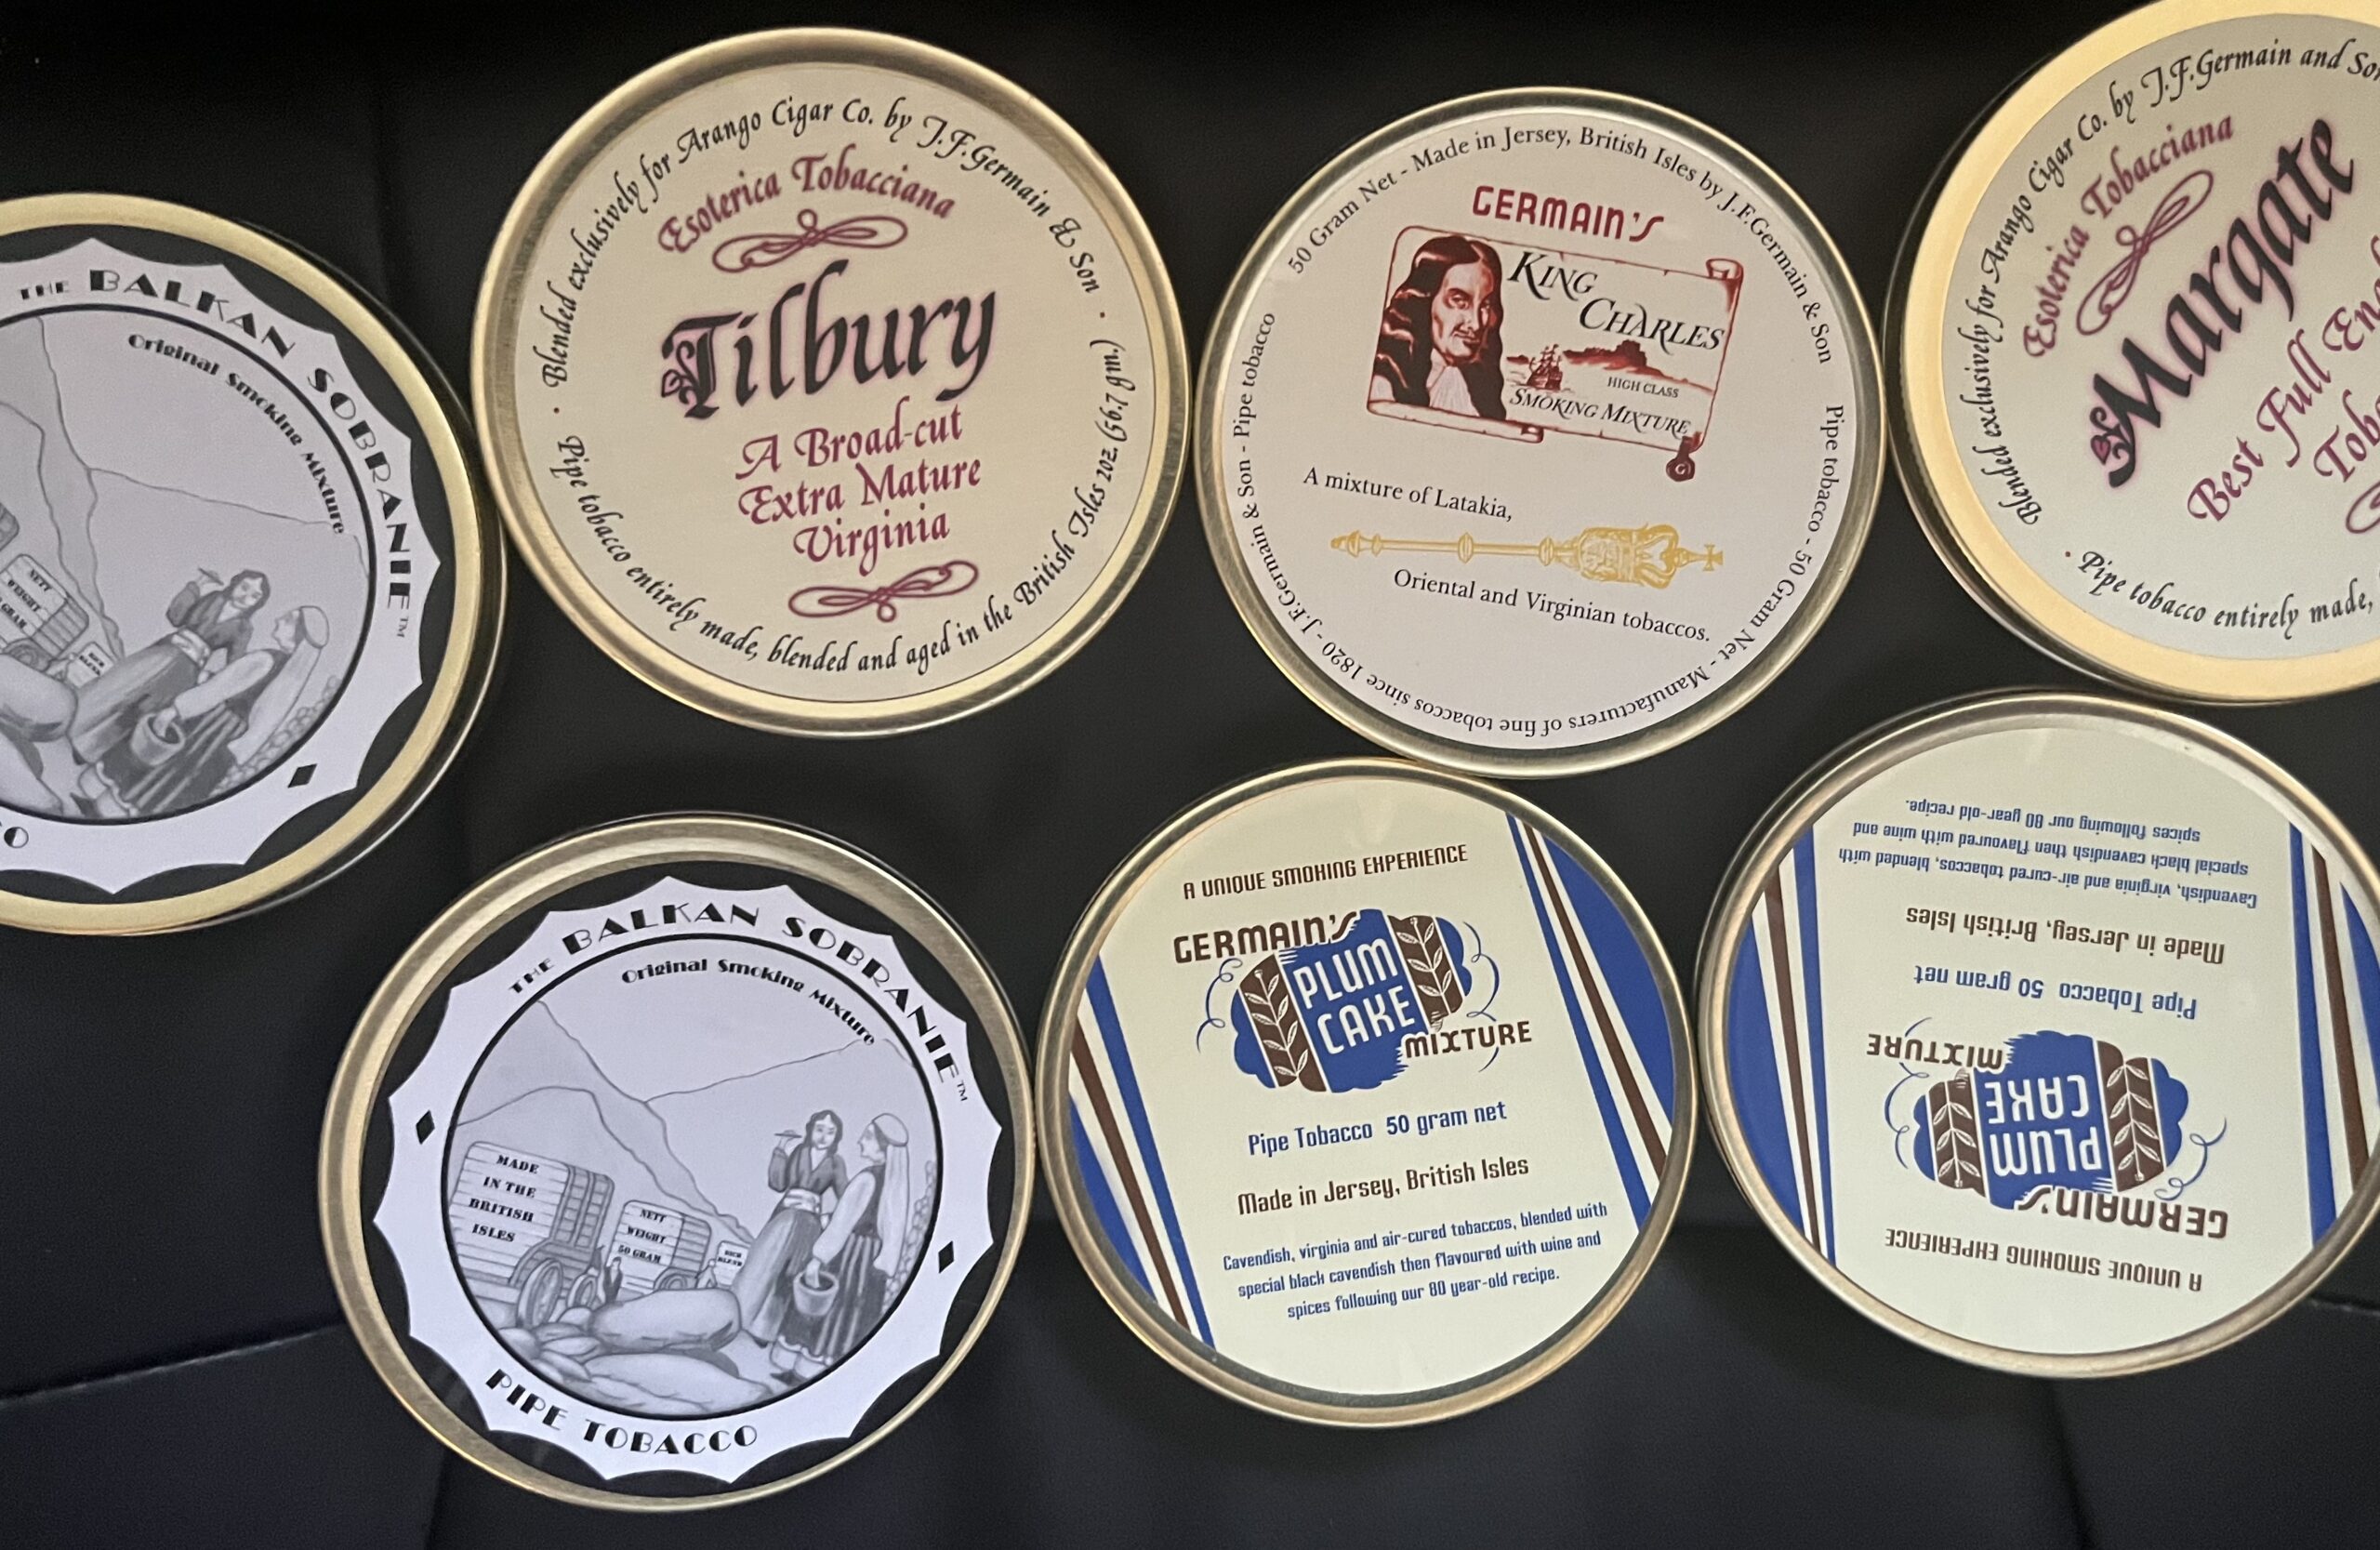 THE BALKAN SOBRANIE™
Original Smoking Mixture
NETT
WEIGHT
GRAM
RICH
BLEND
Blended exclusively for Arango Cigar Co. by J.F.Germain & Son
Esoterica Tobacciana
Tilbury
A Broad-cut
Extra Mature
Virginia
Pipe tobacco entirely made, blended and aged in the British Isles 2oz. (56.7 gm.)
50 Gram Net - Made in Jersey, British Isles by J.F.Germain & Son
GERMAIN'S
KING
CHARLES
HIGH CLASS
SMOKING MIXTURE
G
A mixture of Latakia,
Oriental and Virginian tobaccos.
Pipe tobacco - 50 Gram Net - Manufacturers of fine tobaccos since 1820 - J.F.Germain & Son - Pipe tobacco
Blended exclusively for Arango Cigar Co. by J.F.Germain and
Esoterica Tobacciana
Margate
Best Full
Pipe tobacco entirely made,
THE BALKAN SOBRANIE™
Original Smoking Mixture
MADE
IN THE
BRITISH
ISLES
NETT
WEIGHT
50 GRAM
RICH
BLEND
PIPE TOBACCO
A UNIQUE SMOKING EXPERIENCE
GERMAIN'S
PLUM
CAKE
MIXTURE
Pipe Tobacco 50 gram net
Made in Jersey, British Isles
Cavendish, virginia and air-cured tobaccos, blended with
special black cavendish then flavoured with wine and
spices following our 80 year-old recipe.
A UNIQUE SMOKING EXPERIENCE
GERMAIN'S
PLUM
CAKE
MIXTURE
Pipe Tobacco 50 gram net
Made in Jersey, British Isles
Cavendish, virginia and air-cured tobaccos, blended with
special black cavendish then flavoured with wine and
spices following our 80 year-old recipe.